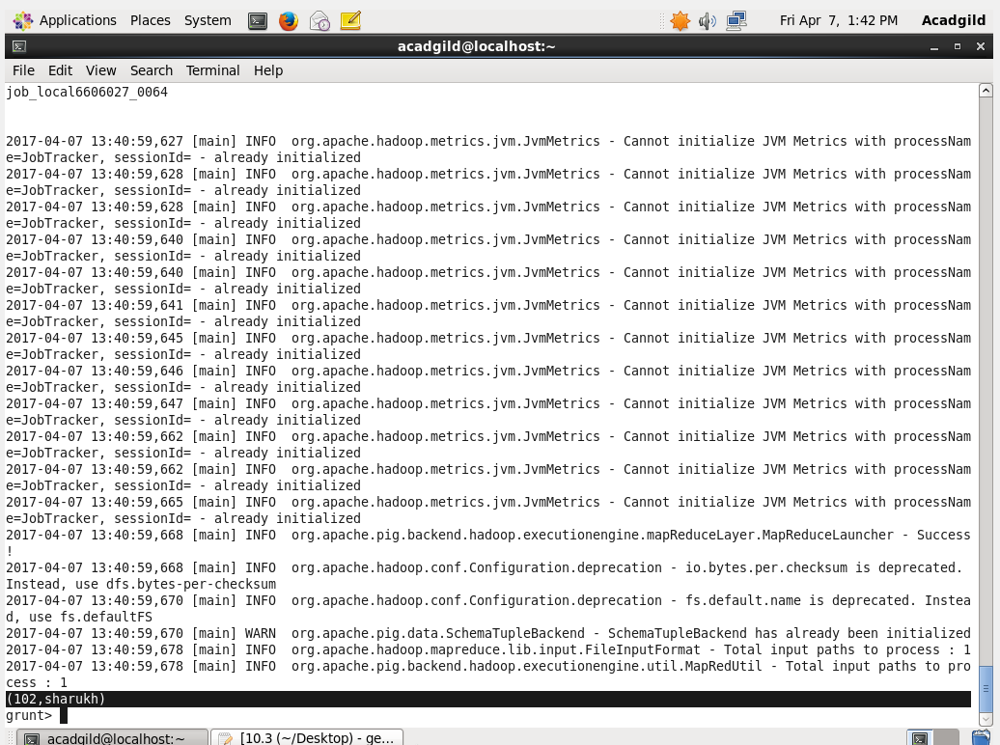 Applications Places System Fri Apr 7, 1:42 PM Acadgild
acadgild@localhost:~
File Edit View Search Terminal Help
job_local6606027_0064
2017-04-07 13:40:59,627 [main] INFO  org.apache.hadoop.metrics.jvm.JvmMetrics - Cannot initialize JVM Metrics with processNam
e=JobTracker, sessionId= - already initialized
2017-04-07 13:40:59,628 [main] INFO  org.apache.hadoop.metrics.jvm.JvmMetrics - Cannot initialize JVM Metrics with processNam
e=JobTracker, sessionId= - already initialized
2017-04-07 13:40:59,628 [main] INFO  org.apache.hadoop.metrics.jvm.JvmMetrics - Cannot initialize JVM Metrics with processNam
e=JobTracker, sessionId= - already initialized
2017-04-07 13:40:59,640 [main] INFO  org.apache.hadoop.metrics.jvm.JvmMetrics - Cannot initialize JVM Metrics with processNam
e=JobTracker, sessionId= - already initialized
2017-04-07 13:40:59,640 [main] INFO  org.apache.hadoop.metrics.jvm.JvmMetrics - Cannot initialize JVM Metrics with processNam
e=JobTracker, sessionId= - already initialized
2017-04-07 13:40:59,641 [main] INFO  org.apache.hadoop.metrics.jvm.JvmMetrics - Cannot initialize JVM Metrics with processNam
e=JobTracker, sessionId= - already initialized
2017-04-07 13:40:59,645 [main] INFO  org.apache.hadoop.metrics.jvm.JvmMetrics - Cannot initialize JVM Metrics with processNam
e=JobTracker, sessionId= - already initialized
2017-04-07 13:40:59,646 [main] INFO  org.apache.hadoop.metrics.jvm.JvmMetrics - Cannot initialize JVM Metrics with processNam
e=JobTracker, sessionId= - already initialized
2017-04-07 13:40:59,647 [main] INFO  org.apache.hadoop.metrics.jvm.JvmMetrics - Cannot initialize JVM Metrics with processNam
e=JobTracker, sessionId= - already initialized
2017-04-07 13:40:59,662 [main] INFO  org.apache.hadoop.metrics.jvm.JvmMetrics - Cannot initialize JVM Metrics with processNam
e=JobTracker, sessionId= - already initialized
2017-04-07 13:40:59,662 [main] INFO  org.apache.hadoop.metrics.jvm.JvmMetrics - Cannot initialize JVM Metrics with processNam
e=JobTracker, sessionId= - already initialized
2017-04-07 13:40:59,665 [main] INFO  org.apache.hadoop.metrics.jvm.JvmMetrics - Cannot initialize JVM Metrics with processNam
e=JobTracker, sessionId= - already initialized
2017-04-07 13:40:59,668 [main] INFO  org.apache.pig.backend.hadoop.executionengine.mapReduceLayer.MapReduceLauncher - Success
!
2017-04-07 13:40:59,668 [main] INFO  org.apache.hadoop.conf.Configuration.deprecation - io.bytes.per.checksum is deprecated.
Instead, use dfs.bytes-per-checksum
2017-04-07 13:40:59,670 [main] INFO  org.apache.hadoop.conf.Configuration.deprecation - fs.default.name is deprecated. Instea
d, use fs.defaultFS
2017-04-07 13:40:59,670 [main] WARN  org.apache.pig.data.SchemaTupleBackend - SchemaTupleBackend has already been initialized
2017-04-07 13:40:59,678 [main] INFO  org.apache.hadoop.mapreduce.lib.input.FileInputFormat - Total input paths to process : 1
2017-04-07 13:40:59,678 [main] INFO  org.apache.pig.backend.hadoop.executionengine.util.MapRedUtil - Total input paths to pro
cess : 1
(102,sharukh)
grunt>
acadgild@localhost:~ [10.3 (~/Desktop) - ge...